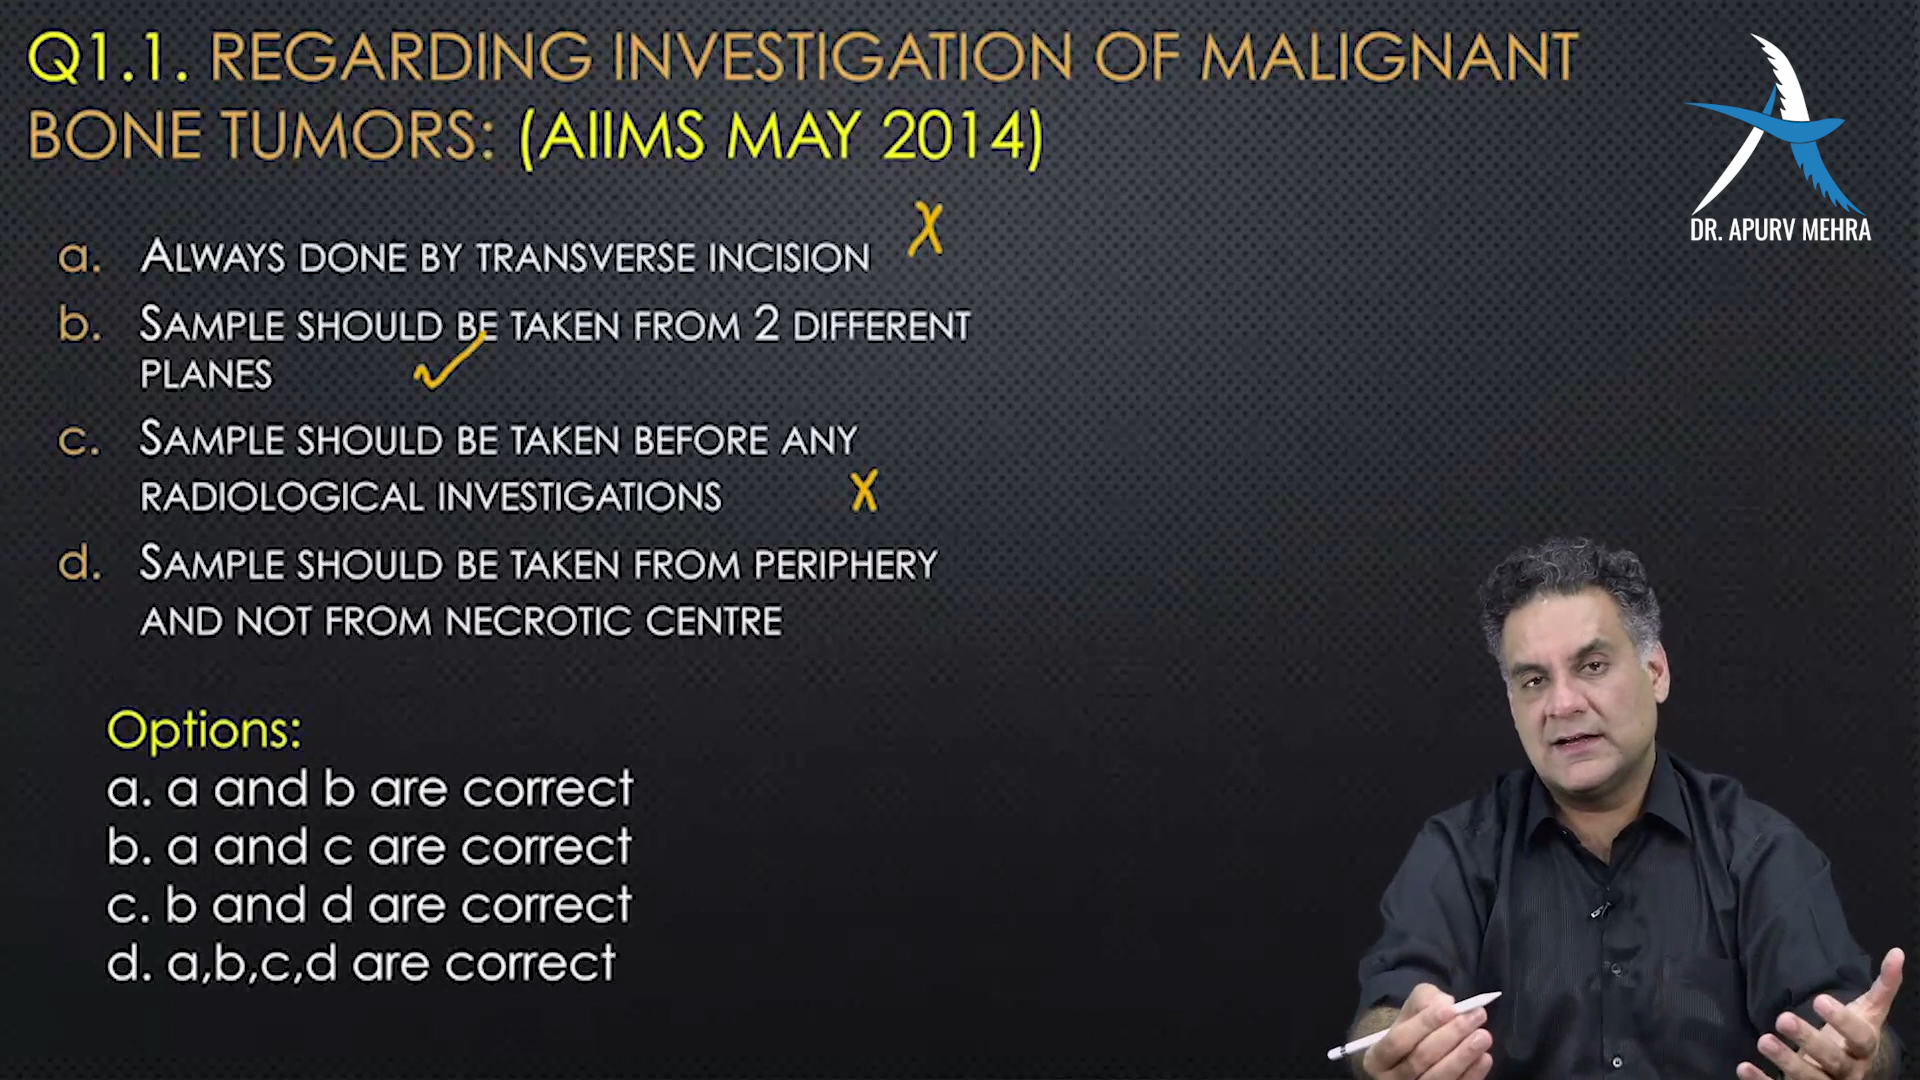 Q1.1. REGARDING INVESTIGATION OF MALIGNANT
BONE TUMORS: (AIIMS MAY 2014)
a. ALWAYS DONE BY TRANSVERSE INCISION X
b. SAMPLE SHOULD BE TAKEN FROM 2 DIFFERENT
PLANES ✓
c. SAMPLE SHOULD BE TAKEN BEFORE ANY
RADIOLOGICAL INVESTIGATIONS X
d. SAMPLE SHOULD BE TAKEN FROM PERIPHERY
AND NOT FROM NECROTIC CENTRE
Options:
a. a and b are correct
b. a and c are correct
c. b and d are correct
d. a,b,c,d are correct
DR. APURV MEHRA